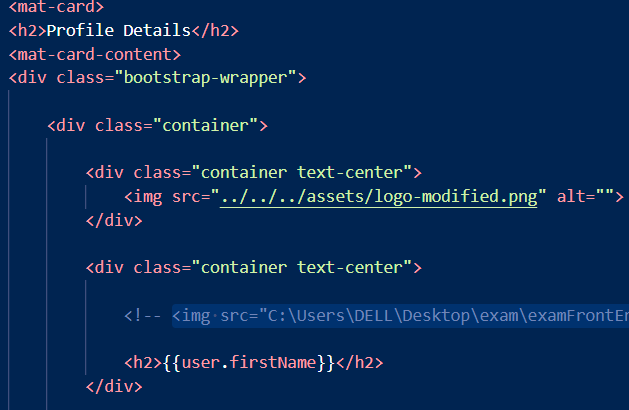 <mat-card>
<h2>Profile Details</h2>
<mat-card-content>
<div class="bootstrap-wrapper">
<div class="container">
<div class="container text-center">
<img src="../../../assets/logo-modified.png" alt="">
</div>
<div class="container text-center">
<!-- <img src="C:\Users\DELL\Desktop\exam\examFrontEn
<h2>{{user.firstName}}</h2>
</div>